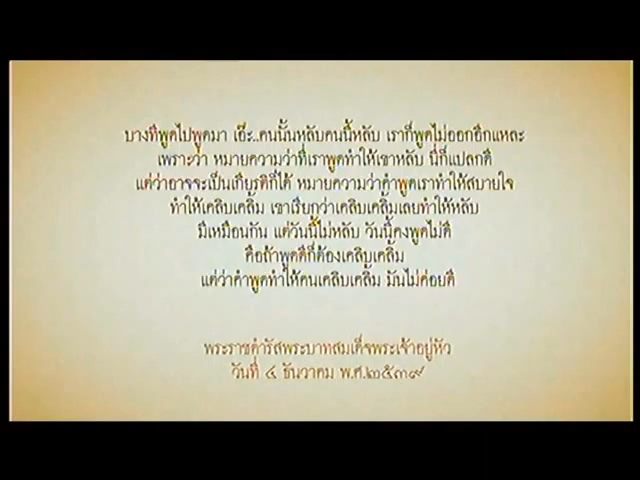 บางทีพูดไปพูดมา เอ๊ะ..คนนั้นหลับคนนี้หลับ เราก็พูดไม่ออกอีกแหละ
เพราะว่า หมายความว่าที่เราพูดทำให้เขาหลับ นี่ก็แปลกดี
แต่ว่าอาจจะเป็นเกียรติก็ได้ หมายความว่าคำพูดเราทำให้สบายใจ
ทำให้เคลิบเคลิ้ม เขาเรียกว่าเคลิบเคลิ้มเลยทำให้หลับ
มีเหมือนกัน แต่วันนี้ไม่หลับ วันนี้คงพูดไม่ดี
คือถ้าพูดดีก็ต้องเคลิบเคลิ้ม
แต่ว่าคำพูดทำให้คนเคลิบเคลิ้ม มันไม่ค่อยดี
พระราชดำรัสพระบาทสมเด็จพระเจ้าอยู่หัว
วันที่ ๔ ธันวาคม พ.ศ.๒๕๓๙